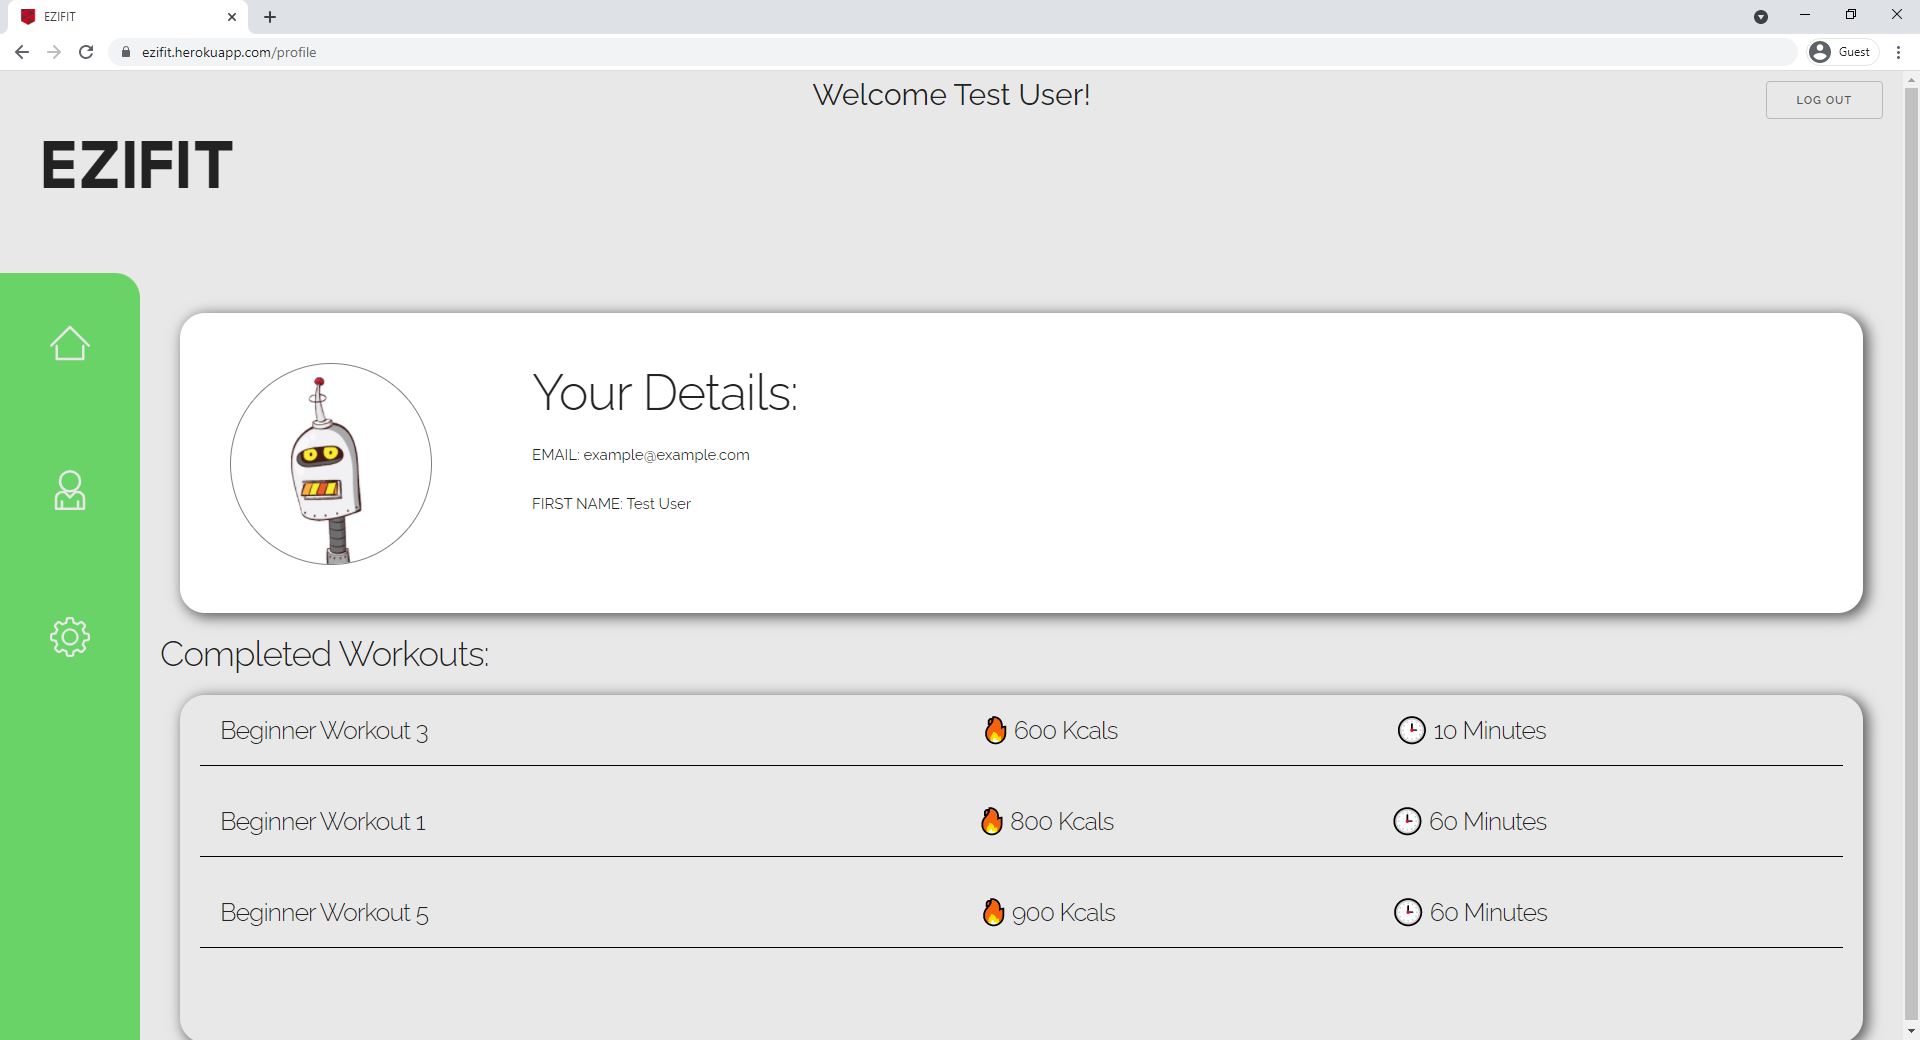 EZIFIT
ezifit.herokuapp.com/profile
Guest
Welcome Test User!
LOG OUT
EZIFIT
Your Details:
EMAIL: example@example.com
FIRST NAME: Test User
Completed Workouts:
Beginner Workout 3 600 Kcals 10 Minutes
Beginner Workout 1 800 Kcals 60 Minutes
Beginner Workout 5 900 Kcals 60 Minutes